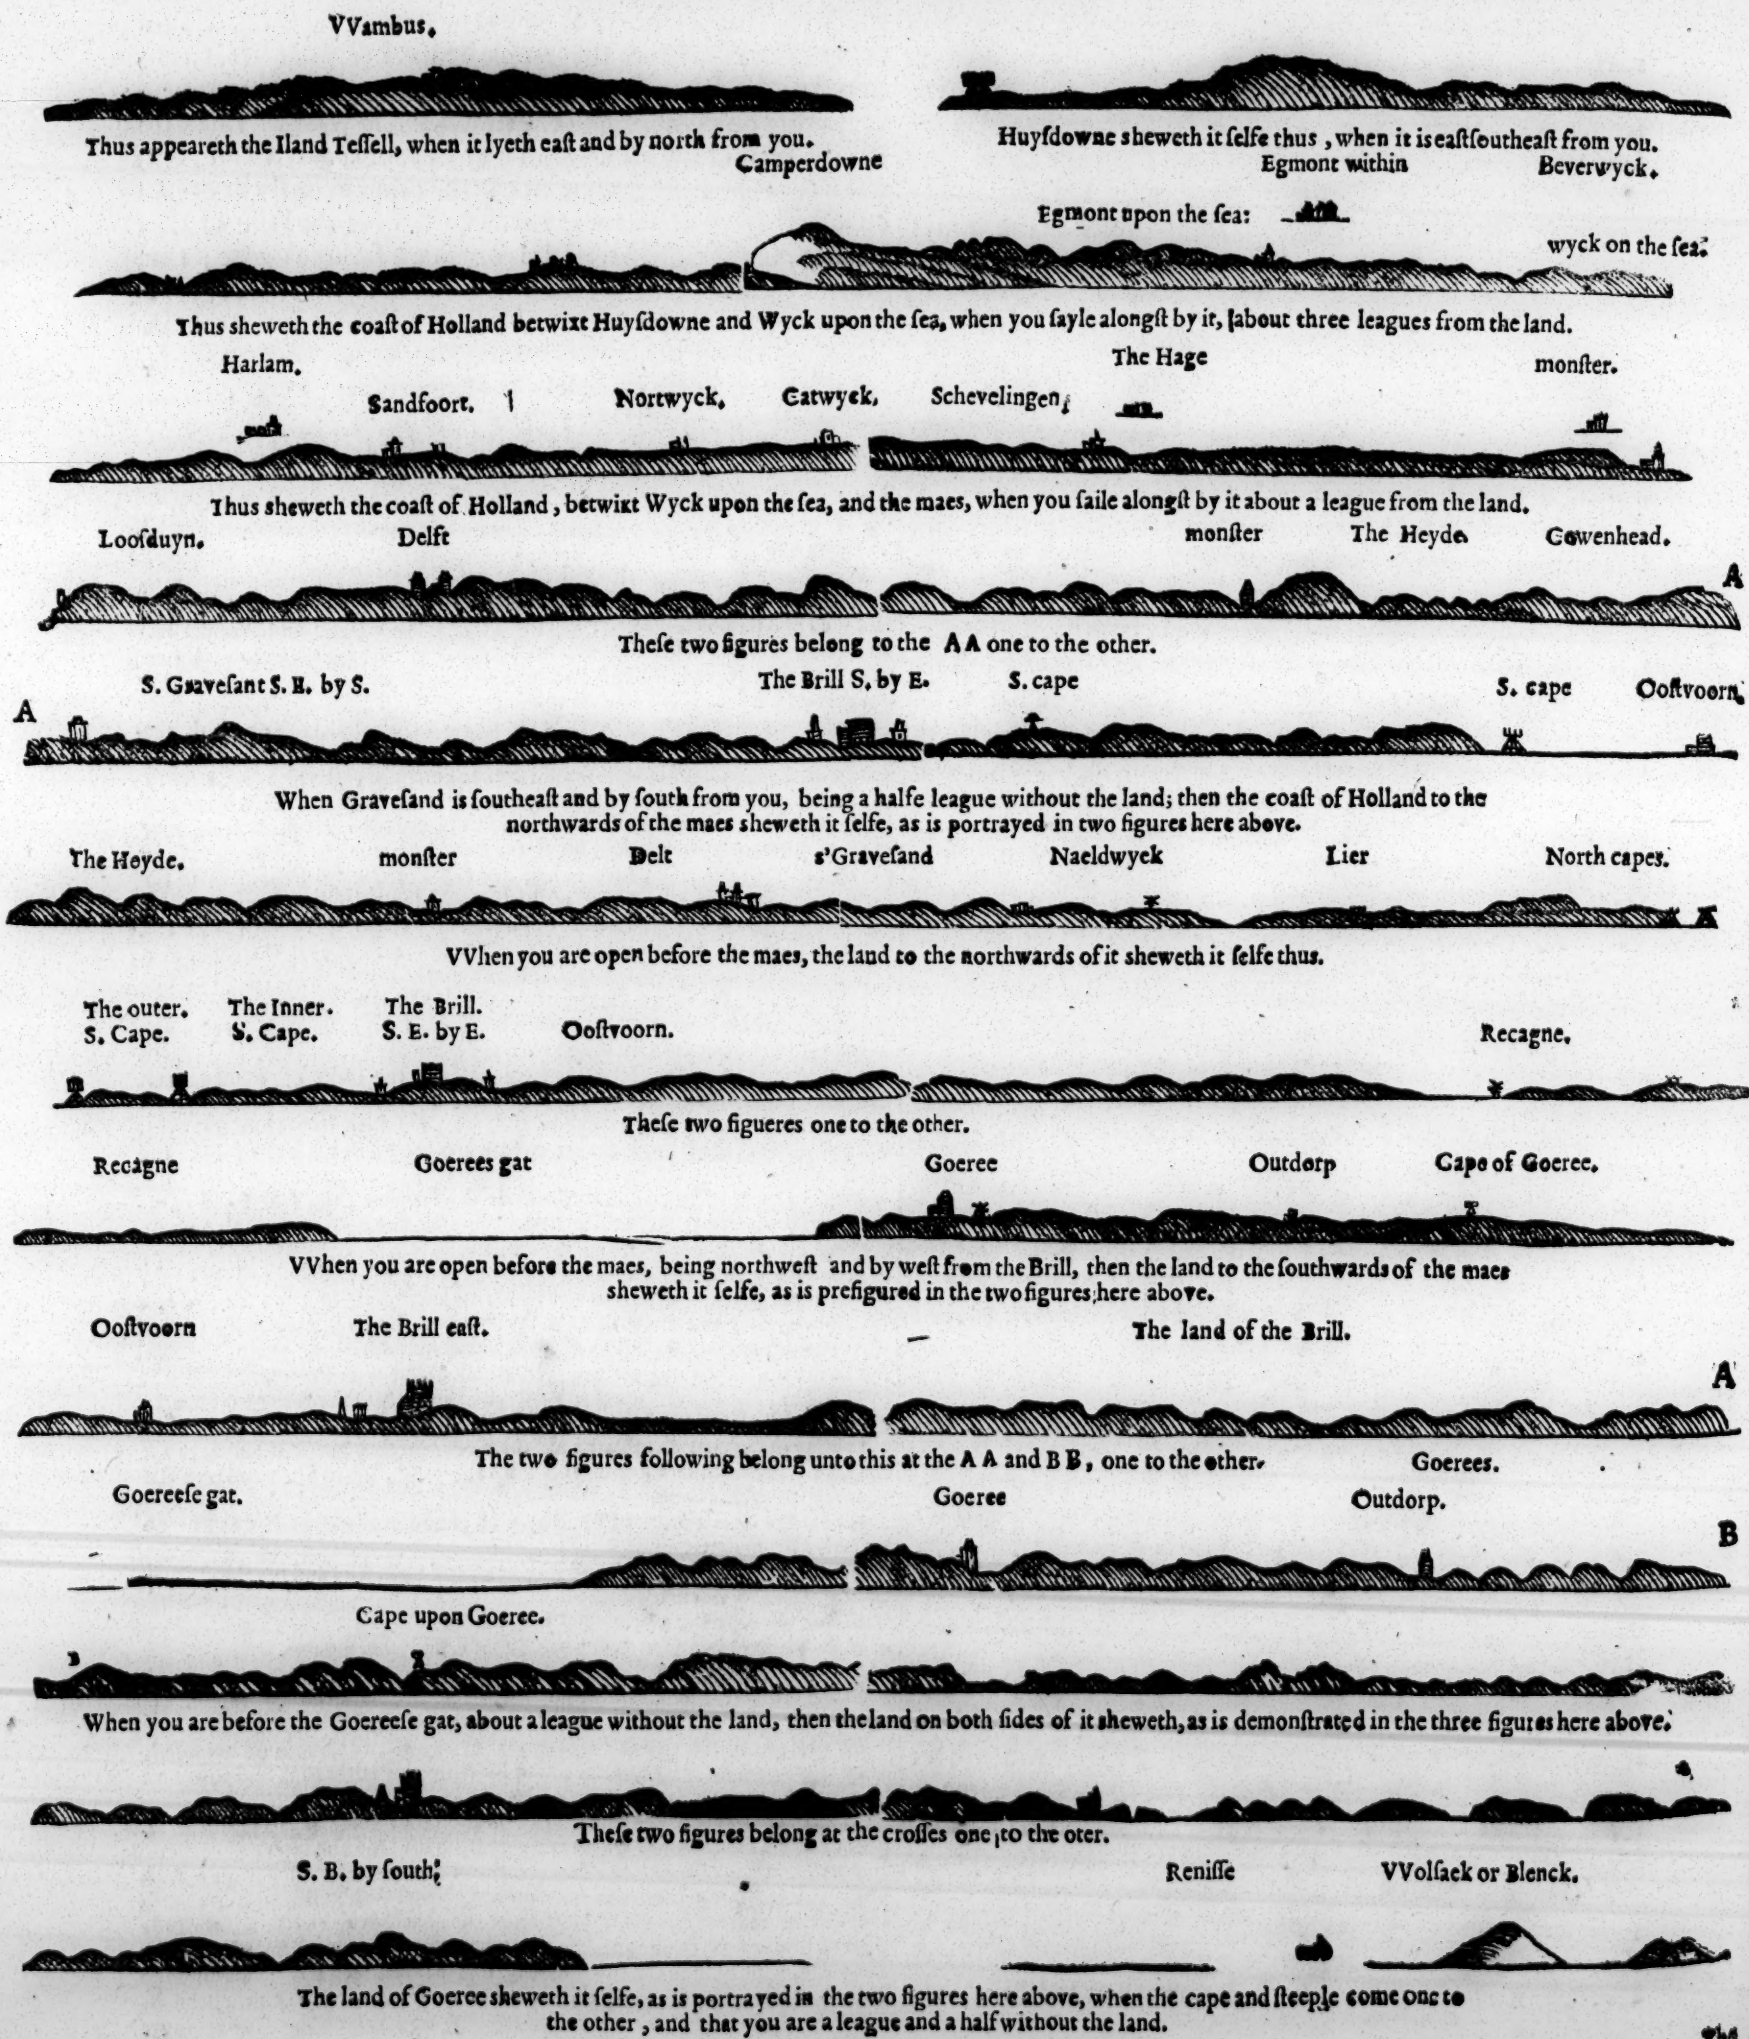 VVambus.
Thus appeareth the Iland Teſſell, when it lyeth eaſt and by north from you.
Huyſdowne sheweth it ſelfe thus, when it is eaſtſoutheaſt from you.
Camperdowne
Egmont within
Beverwyck.
Egmont upon the ſea:
wyck on the ſea:
Thus sheweth the coaſt of Holland betwixt Huyſdowne and Wyck upon the ſea, when you ſayle alongſt by it, about three leagues from the land.
Harlam.
The Hage
monſter.
Sandfoort.
Nortwyck.
Catwyck.
Schevelingen
Thus sheweth the coaſt of Holland, betwixt Wyck upon the ſea, and the maes, when you ſaile alongſt by it about a league from the land.
Looſduyn.
Delft
monſter
The Heyde
Gowenhead.
A
Theſe two figures belong to the A A one to the other.
S. Graveſant S. E. by S.
The Brill S. by E.
S. cape
S. cape
Ooſtvoorn.
A
When Graveſand is ſoutheaſt and by ſouth from you, being a halfe league without the land; then the coaſt of Holland to the
northwards of the maes sheweth it ſelfe, as is portrayed in two figures here above.
The Heyde.
monſter
Delt
s'Graveſand
Naeldwyck
Lier
North capes.
VVhen you are open before the maes, the land to the northwards of it sheweth it ſelfe thus.
The outer.
The Inner.
The Brill.
S. Cape.
S. Cape.
S. E. by E.
Ooſtvoorn.
Recagne.
Theſe two figueres one to the other.
Recagne
Goerees gat
Goeree
Outdorp
Cape of Goeree.
VVhen you are open before the maes, being northweſt and by weſt from the Brill, then the land to the ſouthwards of the maes
sheweth it ſelfe, as is prefigured in the two figures here above.
Ooſtvoorn
The Brill eaſt.
The land of the Brill.
A
The two figures following belong unto this at the A A and B B, one to the other.
Goerees.
Goereeſe gat.
Goeree
Outdorp.
B
Cape upon Goeree.
B
When you are before the Goereeſe gat, about a league without the land, then the land on both ſides of it sheweth, as is demonſtrated in the three figures here above.
Theſe two figures belong at the croſſes one to the oter.
S. B. by ſouth:
Reniſſe
VVolſaek or Blenck.
The land of Goeree sheweth it ſelfe, as is portrayed in the two figures here above, when the cape and ſteeple come one to
the other, and that you are a league and a half without the land.